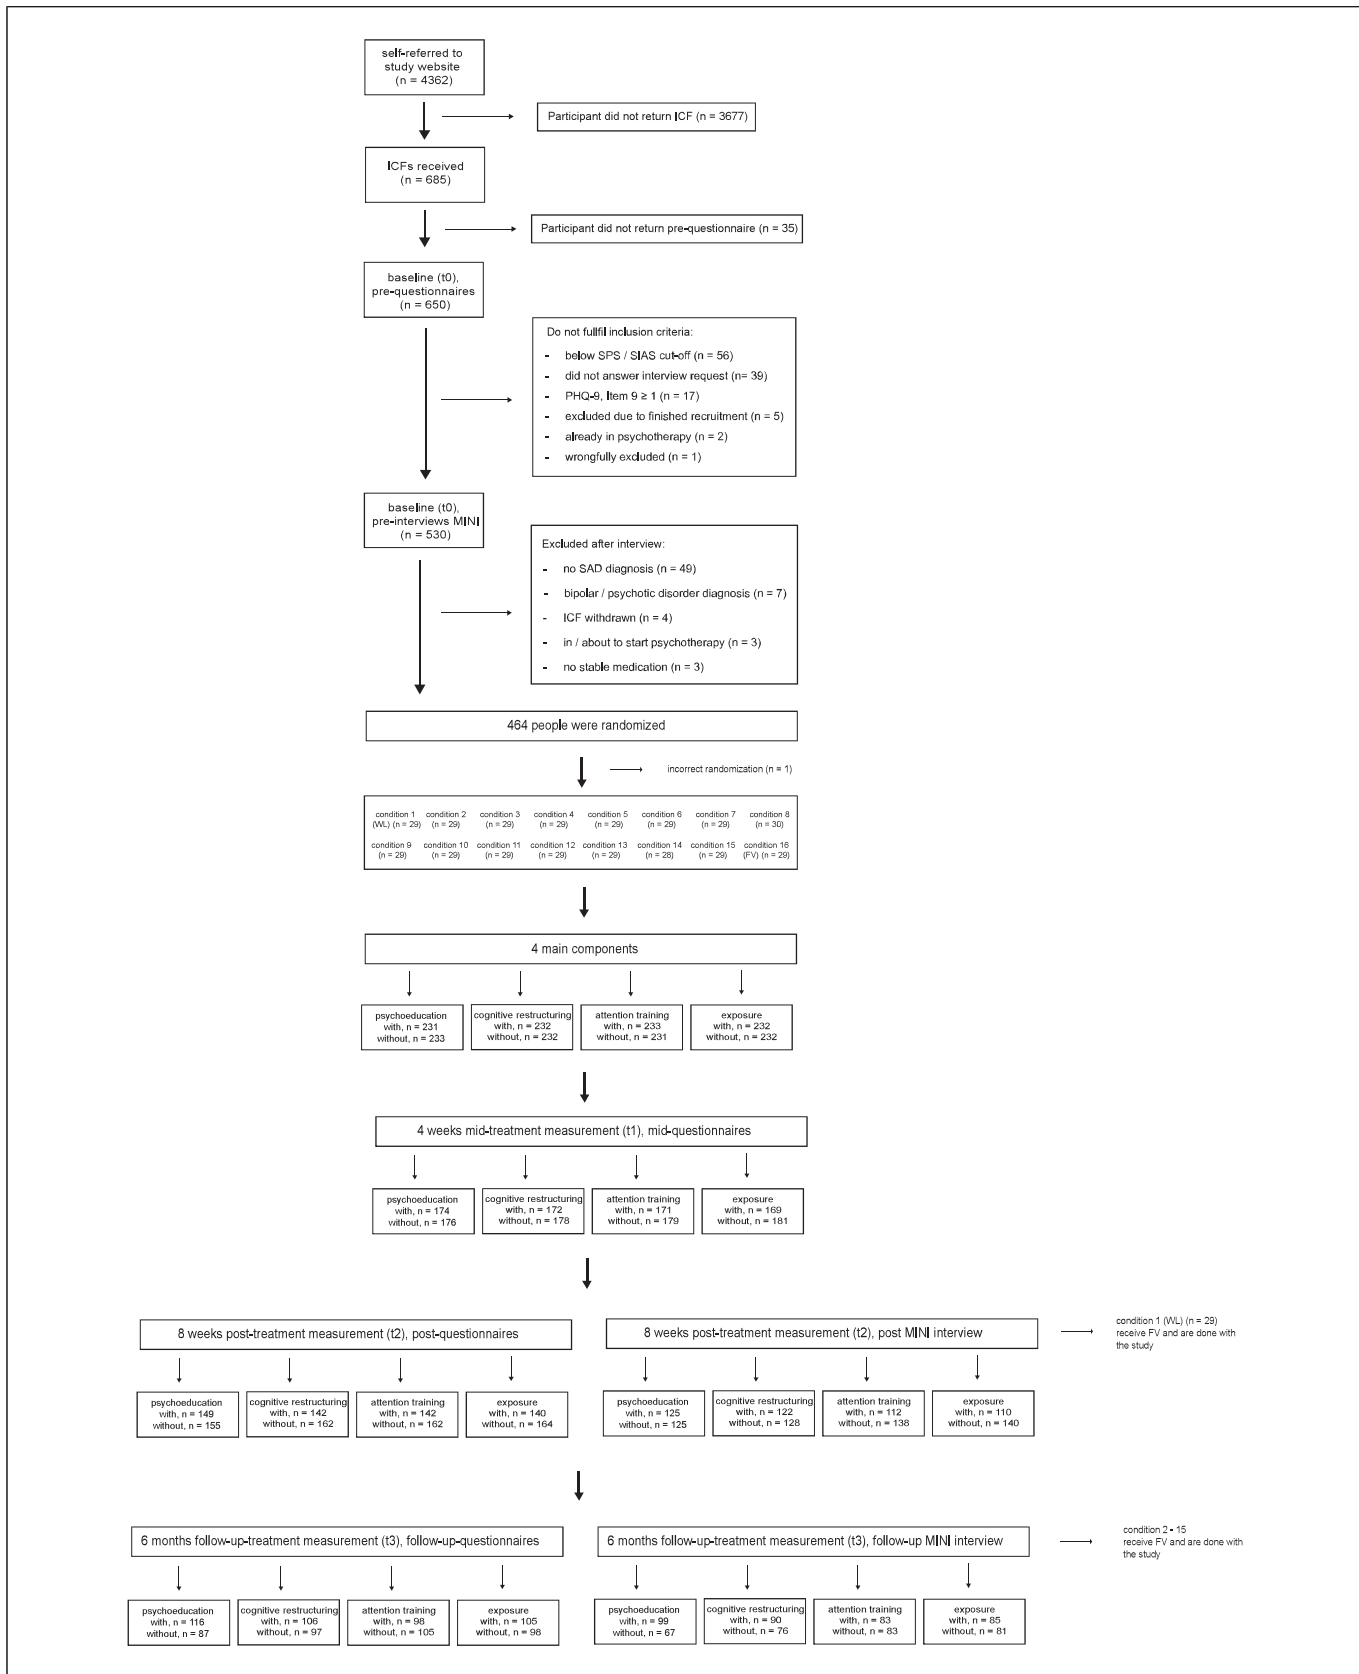 self-referred to
study website
(n = 4362)
Participant did not return ICF (n = 3677)
ICFs received
(n = 685)
Participant did not return pre-questionnaire (n = 35)
baseline (t0),
pre-questionnaires
(n = 650)
Do not fullfil inclusion criteria:
- below SPS / SIAS cut-off (n = 56)
- did not answer interview request (n= 39)
- PHQ-9, Item 9 ≥ 1 (n = 17)
- excluded due to finished recruitment (n = 5)
- already in psychotherapy (n = 2)
- wrongfully excluded (n = 1)
baseline (t0),
pre-interviews MINI
(n = 530)
Excluded after interview:
- no SAD diagnosis (n = 49)
- bipolar / psychotic disorder diagnosis (n = 7)
- ICF withdrawn (n = 4)
- in / about to start psychotherapy (n = 3)
- no stable medication (n = 3)
464 people were randomized
incorrect randomization (n = 1)
condition 1 condition 2 condition 3 condition 4 condition 5 condition 6 condition 7 condition 8
(WL) (n = 29) (n = 29) (n = 29) (n = 29) (n = 29) (n = 29) (n = 29) (n = 30)
condition 9 condition 10 condition 11 condition 12 condition 13 condition 14 condition 15 condition 16
(n = 29) (n = 29) (n = 29) (n = 29) (n = 29) (n = 28) (n = 29) (FV) (n = 29)
4 main components
psychoeducation cognitive restructuring attention training exposure
with, n = 231 with, n = 232 with, n = 233 with, n = 232
without, n = 233 without, n = 232 without, n = 231 without, n = 232
4 weeks mid-treatment measurement (t1), mid-questionnaires
psychoeducation cognitive restructuring attention training exposure
with, n = 174 with, n = 172 with, n = 171 with, n = 169
without, n = 176 without, n = 178 without, n = 179 without, n = 181
8 weeks post-treatment measurement (t2), post-questionnaires
8 weeks post-treatment measurement (t2), post MINI interview
condition 1 (WL) (n = 29)
receive FV and are done with
the study
psychoeducation cognitive restructuring attention training exposure
with, n = 149 with, n = 142 with, n = 142 with, n = 140
without, n = 155 without, n = 162 without, n = 162 without, n = 164
psychoeducation cognitive restructuring attention training exposure
with, n = 125 with, n = 122 with, n = 112 with, n = 110
without, n = 125 without, n = 128 without, n = 138 without, n = 140
6 months follow-up-treatment measurement (t3), follow-up-questionnaires
6 months follow-up-treatment measurement (t3), follow-up MINI interview
condition 2 - 15
receive FV and are done with
the study
psychoeducation cognitive restructuring attention training exposure
with, n = 116 with, n = 106 with, n = 98 with, n = 105
without, n = 87 without, n = 97 without, n = 105 without, n = 98
psychoeducation cognitive restructuring attention training exposure
with, n = 99 with, n = 90 with, n = 83 with, n = 85
without, n = 67 without, n = 76 without, n = 83 without, n = 81